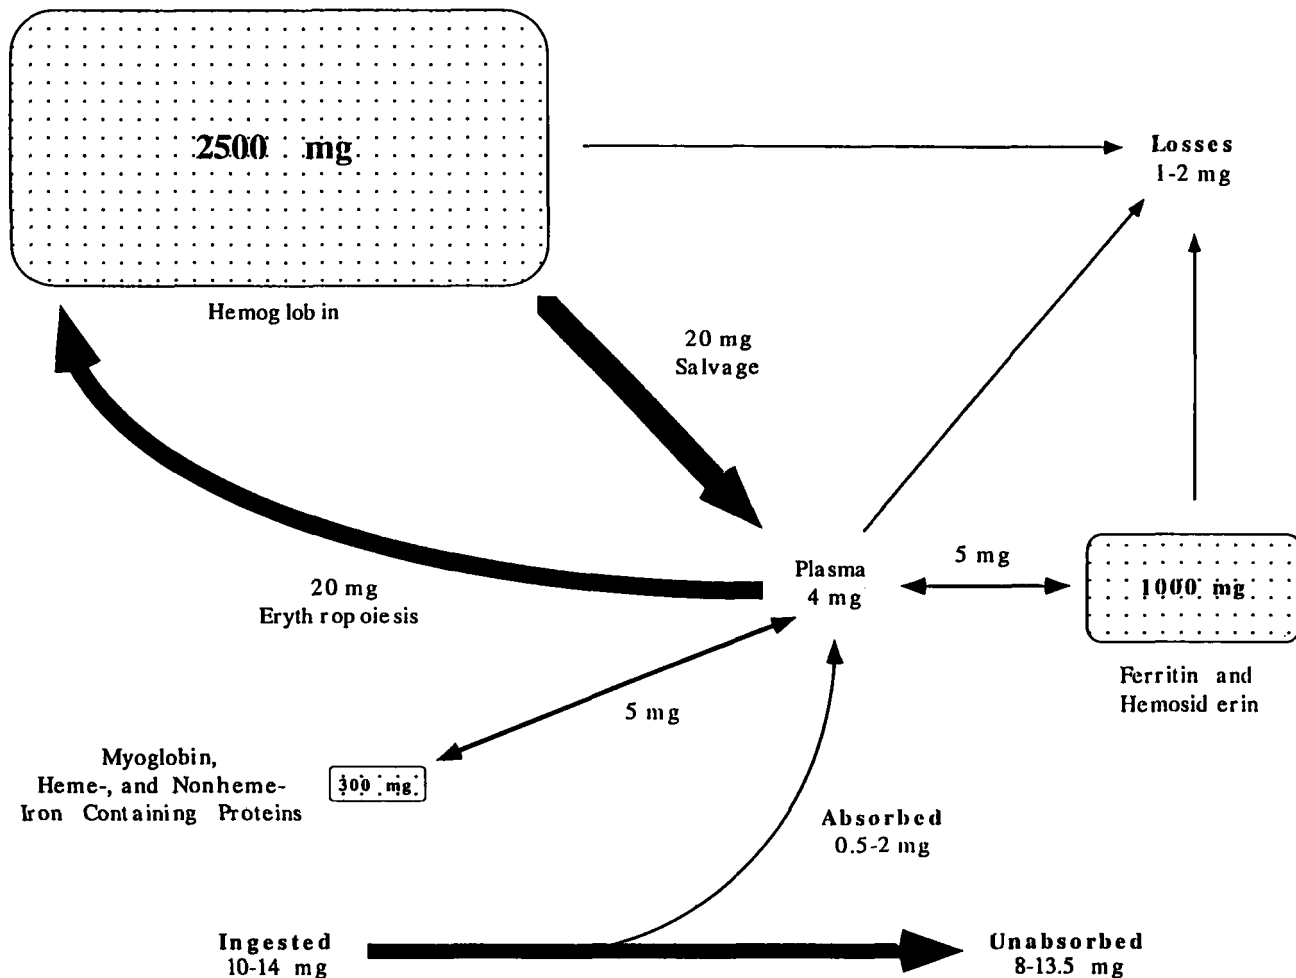 2500 mg
Hemoglobin
Losses
1-2 mg
20 mg
Salvage
20 mg
Erythropoiesis
Plasma
4 mg
5 mg
1000 mg
Ferritin and
Hemosiderin
5 mg
Myoglobin,
Heme-, and Nonheme-
Iron Containing Proteins
300 mg
Absorbed
0.5-2 mg
Ingested
10-14 mg
Unabsorbed
8-13.5 mg